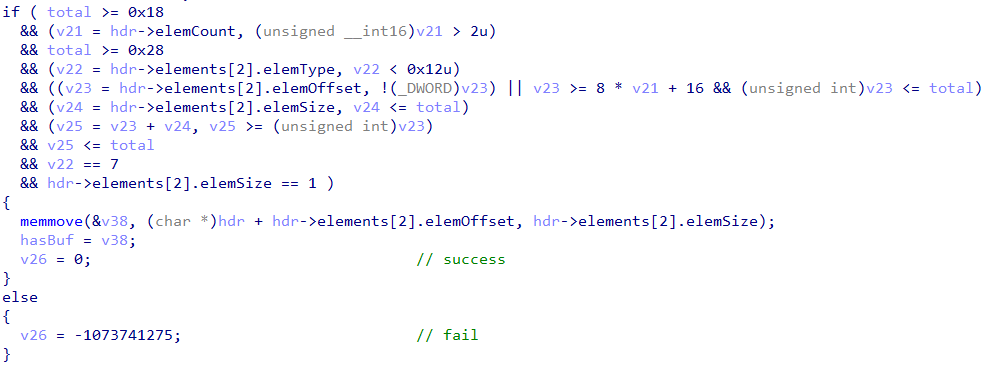 if ( total >= 0x18
  && (v21 = hdr->elemCount, (unsigned __int16)v21 > 2u)
  && total >= 0x28
  && (v22 = hdr->elements[2].elemType, v22 < 0x12u)
  && ((v23 = hdr->elements[2].elemOffset, !(_DWORD)v23) || v23 >= 8 * v21 + 16 && (unsigned int)v23 <= total)
  && (v24 = hdr->elements[2].elemSize, v24 <= total)
  && (v25 = v23 + v24, v25 >= (unsigned int)v23)
  && v25 <= total
  && v22 == 7
  && hdr->elements[2].elemSize == 1 )
{
  memmove(&v38, (char *)hdr + hdr->elements[2].elemOffset, hdr->elements[2].elemSize);
  hasBuf = v38;
  v26 = 0;                                // success
}
else
{
  v26 = -1073741275;                      // fail
}